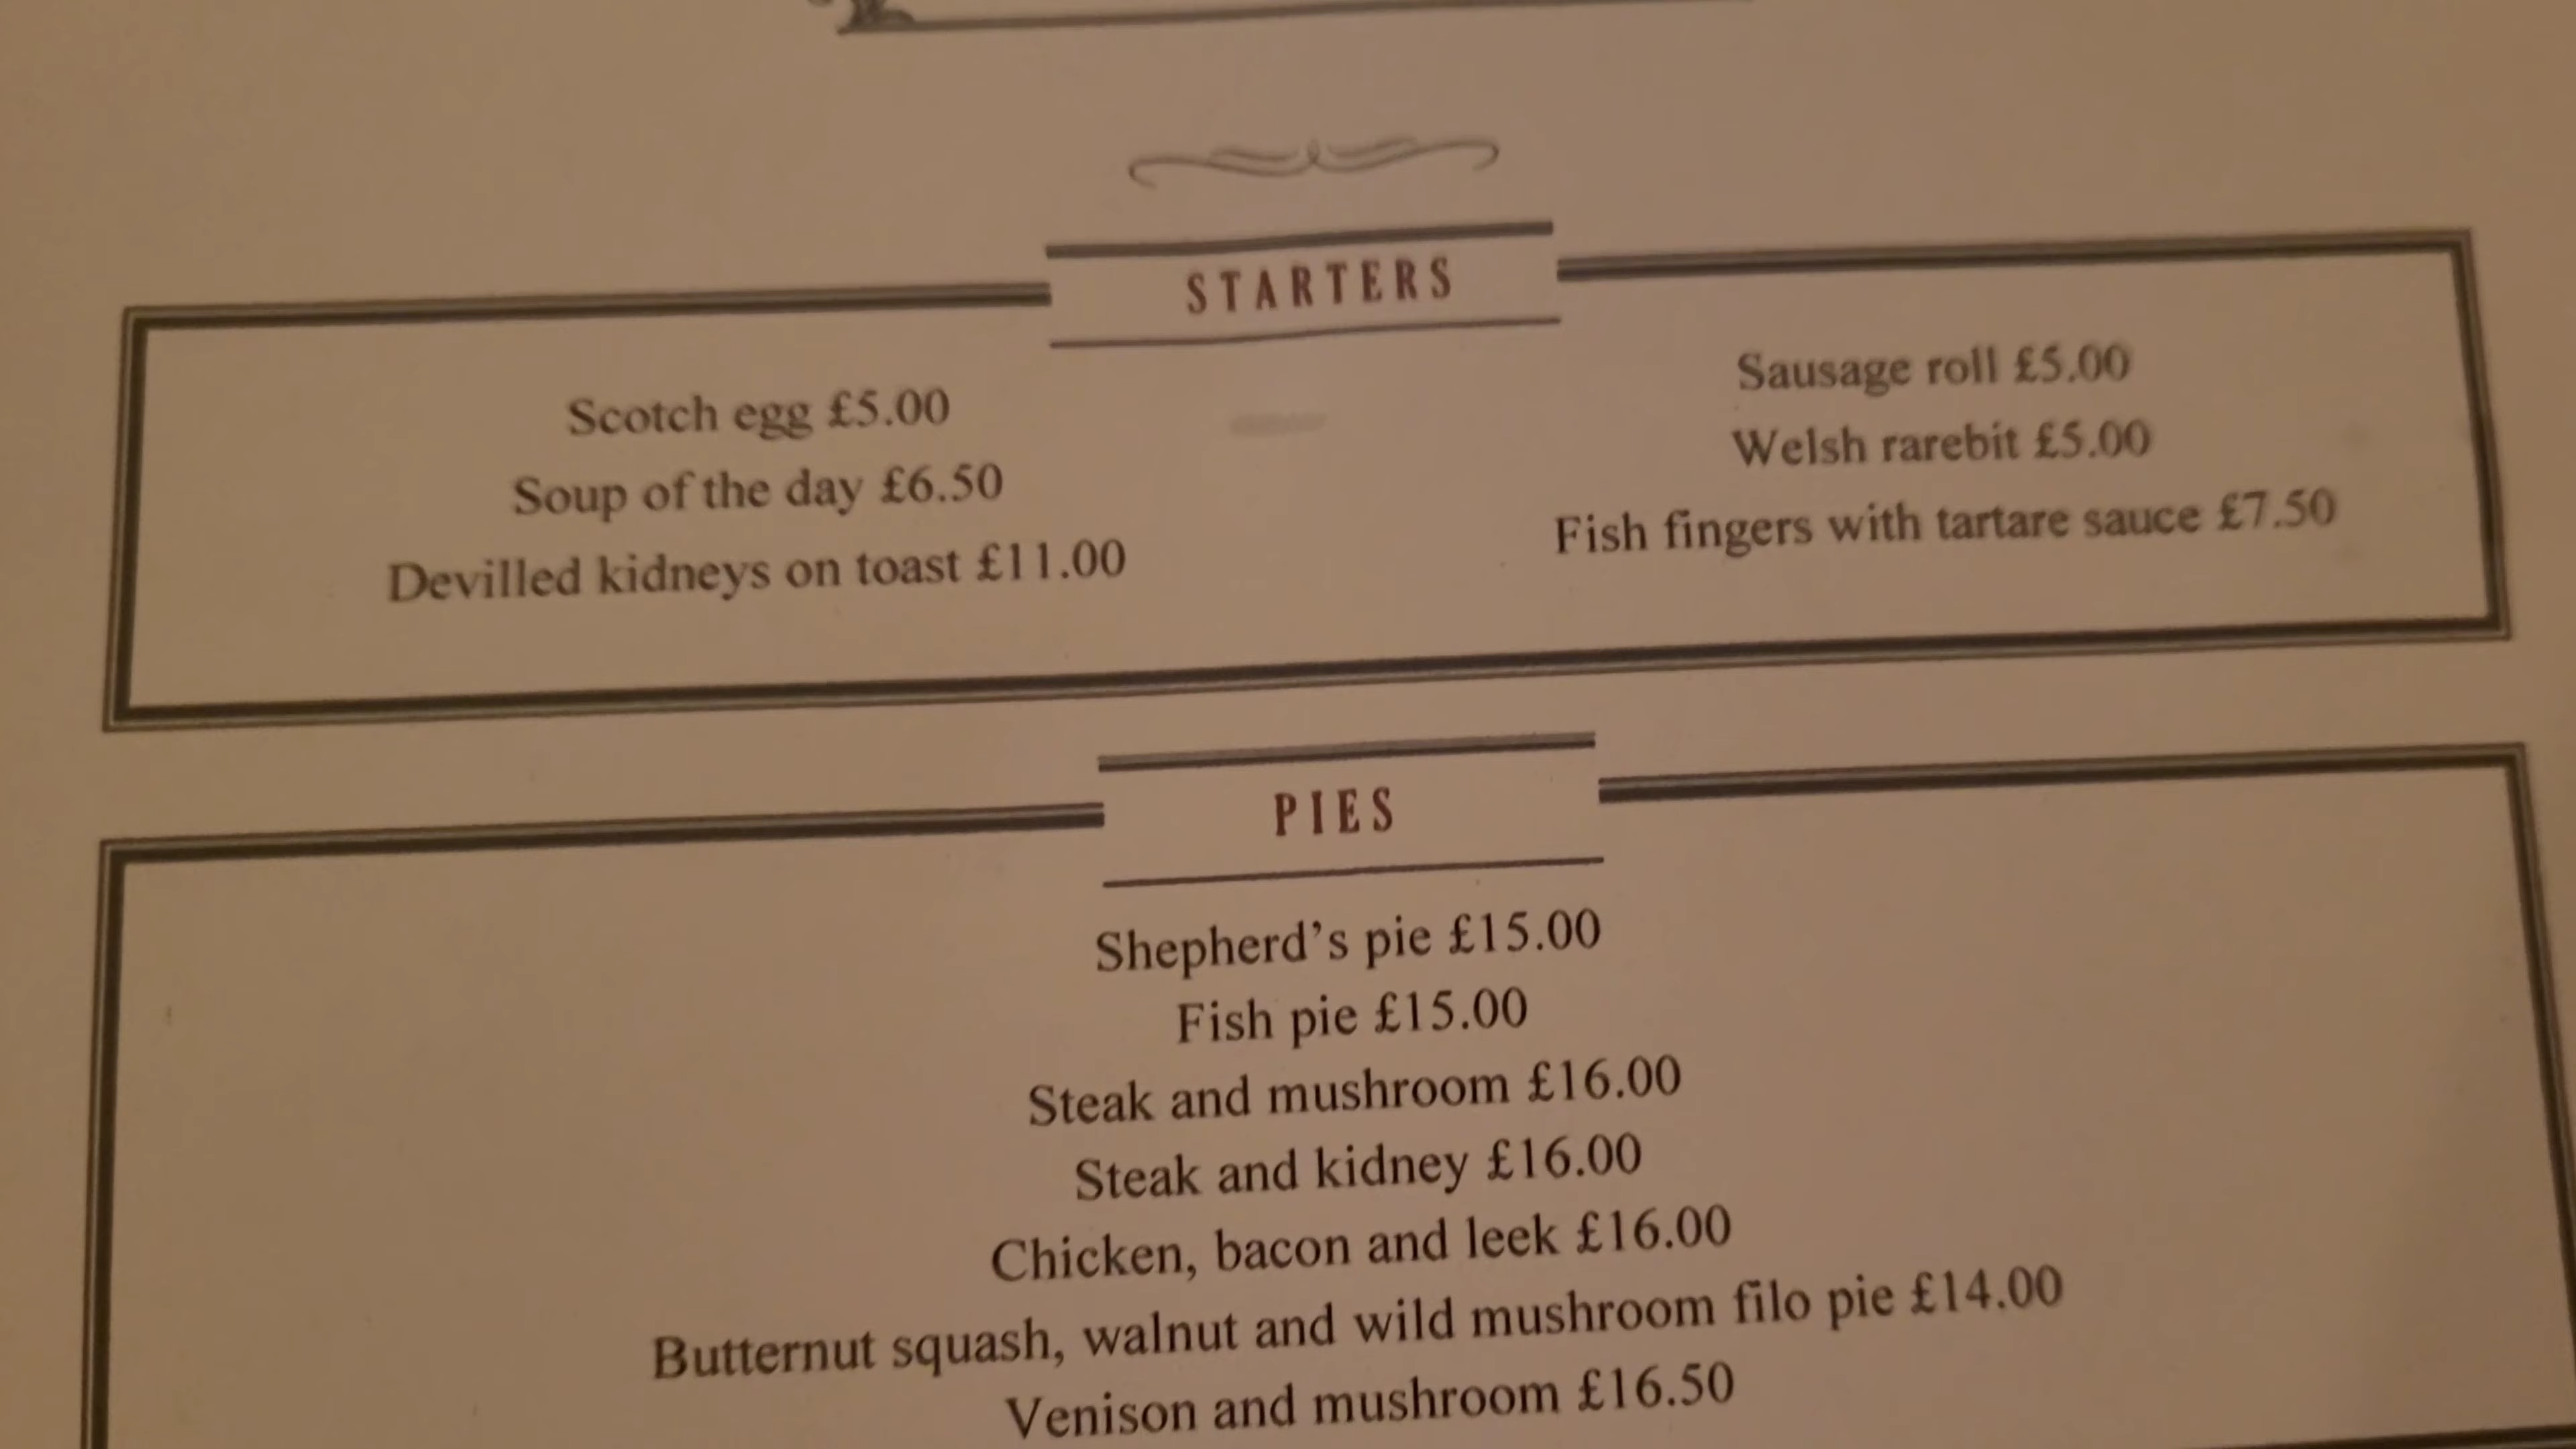 STARTERS
Scotch egg £5.00
Soup of the day £6.50
Devilled kidneys on toast £11.00
Sausage roll £5.00
Welsh rarebit £5.00
Fish fingers with tartare sauce £7.50
PIES
Shepherd’s pie £15.00
Fish pie £15.00
Steak and mushroom £16.00
Steak and kidney £16.00
Chicken, bacon and leek £16.00
Butternut squash, walnut and wild mushroom filo pie £14.00
Venison and mushroom £16.50